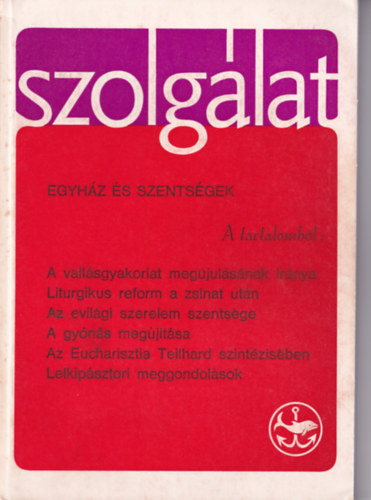 szolgálat
EGYHÁZ ÉS SZENTSÉGEK
A tartalomból:
A vallásgyakorlat megújulásának iránya
Liturgikus reform a zsinat után
Az evilági szerelem szentsége
A gyónás megújítása
Az Eucharisztia Teilhard szintézisében
Lelkipásztori meggondolások